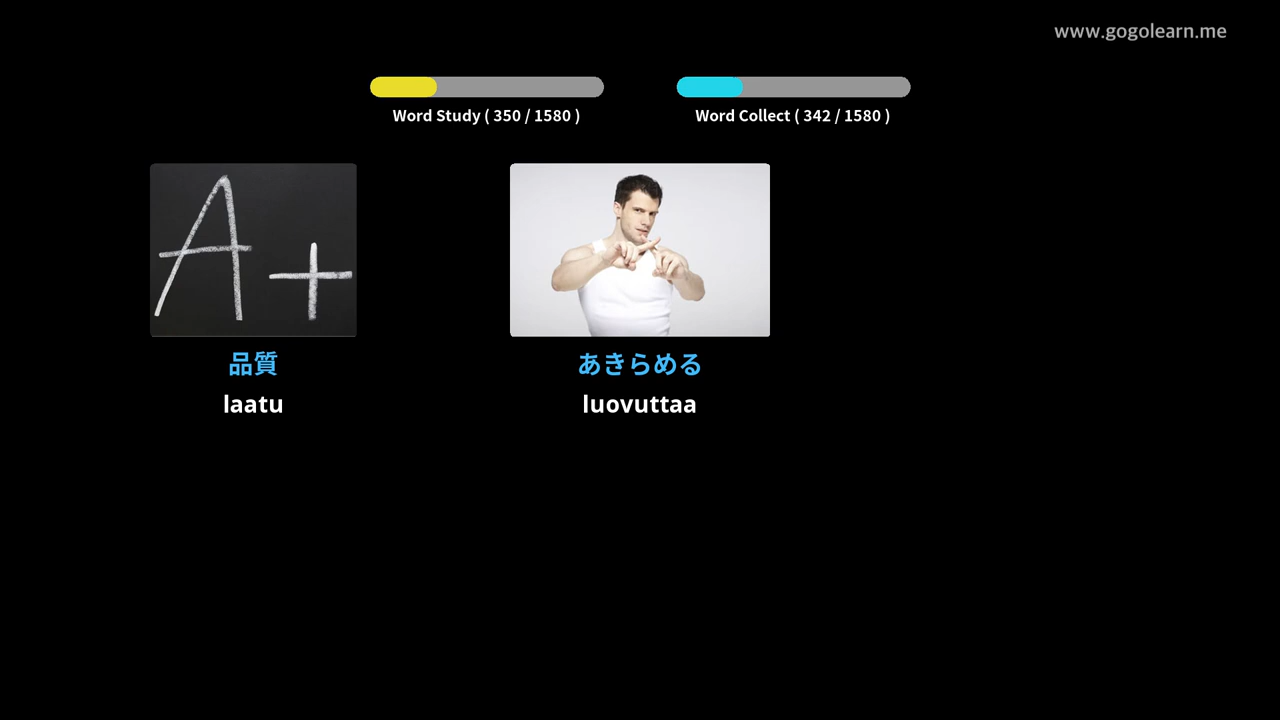 www.gogolearn.me
Word Study ( 350 / 1580 )
Word Collect ( 342 / 1580 )
A+
品質
laatu
あきらめる
luovuttaa